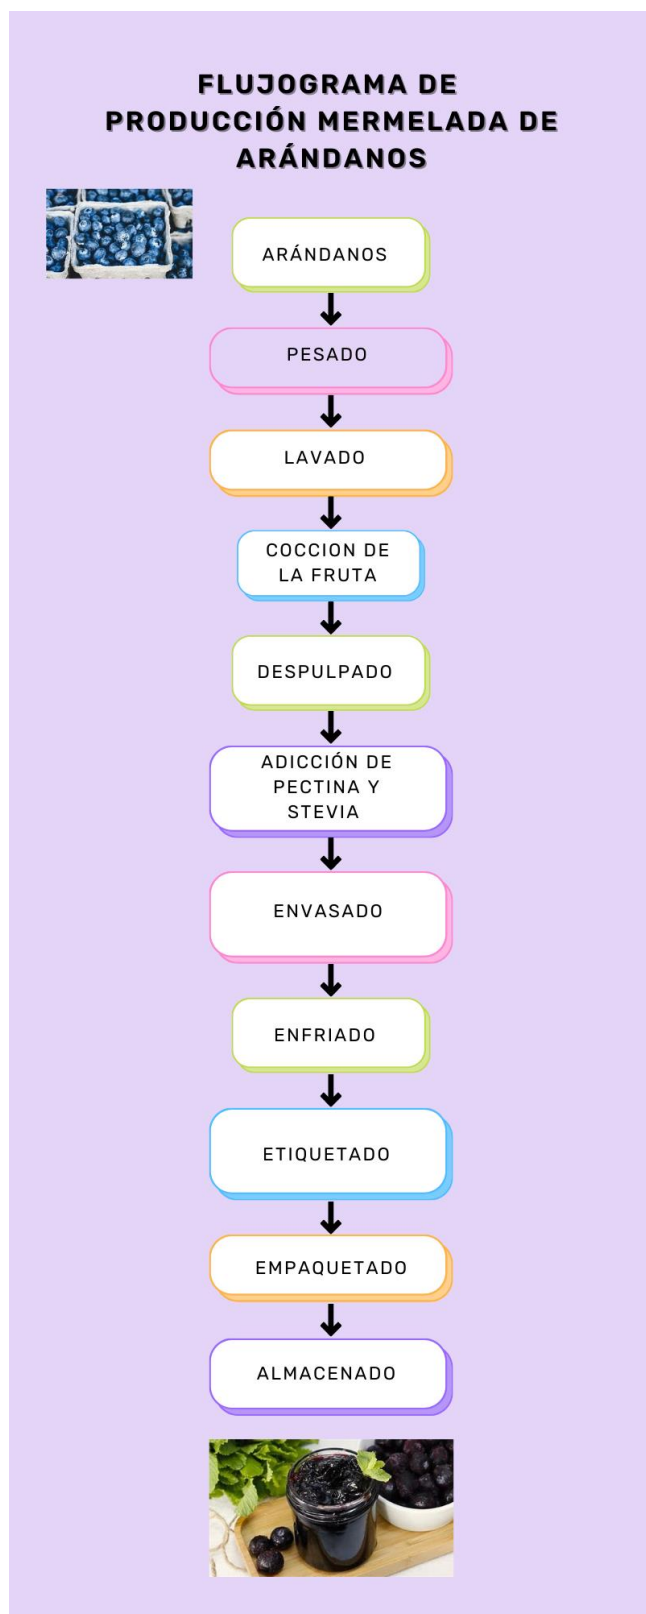 FLUJOGRAMA DE
PRODUCCIÓN MERMELADA DE
ARÁNDANOS
ARÁNDANOS
PESADO
LAVADO
COCCION DE
LA FRUTA
DESPULPADO
ADICCIÓN DE
PECTINA Y
STEVIA
ENVASADO
ENFRIADO
ETIQUETADO
EMPAQUETADO
ALMACENADO